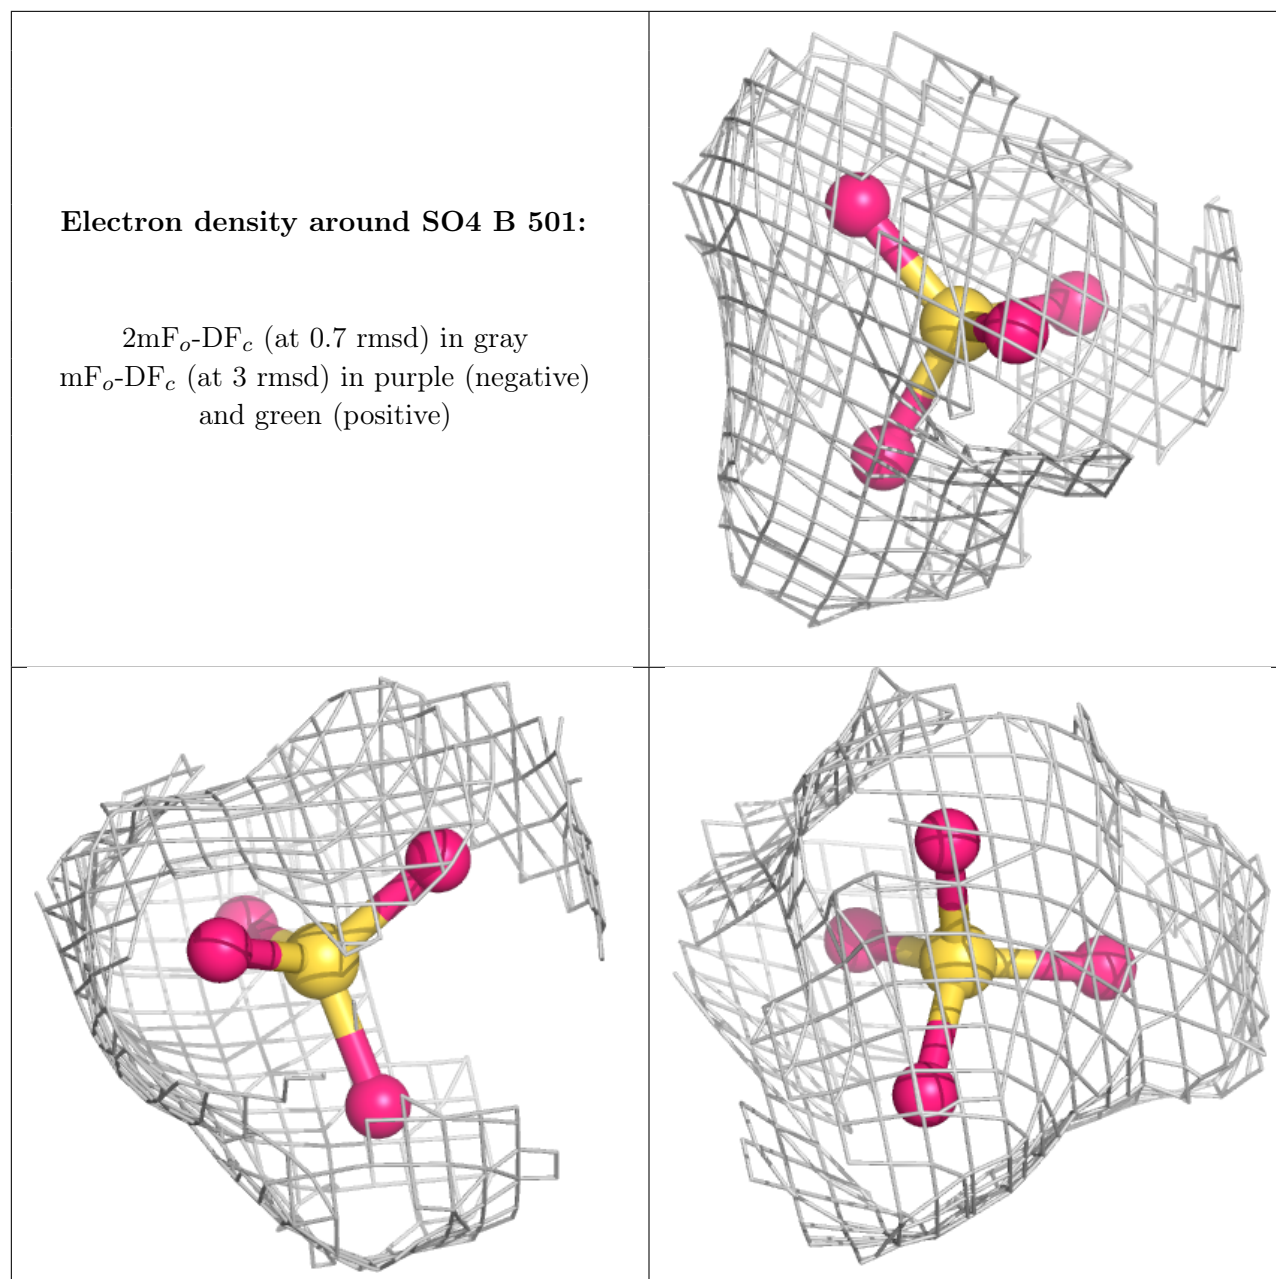 Electron density around SO4 B 501:
2mFo-DFc (at 0.7 rmsd) in gray
mFo-DFc (at 3 rmsd) in purple (negative)
and green (positive)